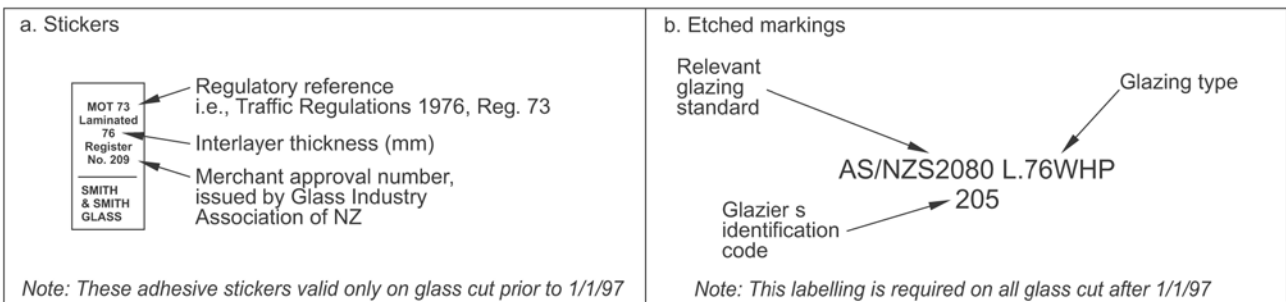 a. Stickers
MOT 73
Laminated
76
Register
No. 209
SMITH
& SMITH
GLASS
Regulatory reference
i.e., Traffic Regulations 1976, Reg. 73
Interlayer thickness (mm)
Merchant approval number,
issued by Glass Industry
Association of NZ
Note: These adhesive stickers valid only on glass cut prior to 1/1/97
b. Etched markings
Relevant
glazing
standard
Glazing type
AS/NZS2080 L.76WHP
205
Glazier s
identification
code
Note: This labelling is required on all glass cut after 1/1/97